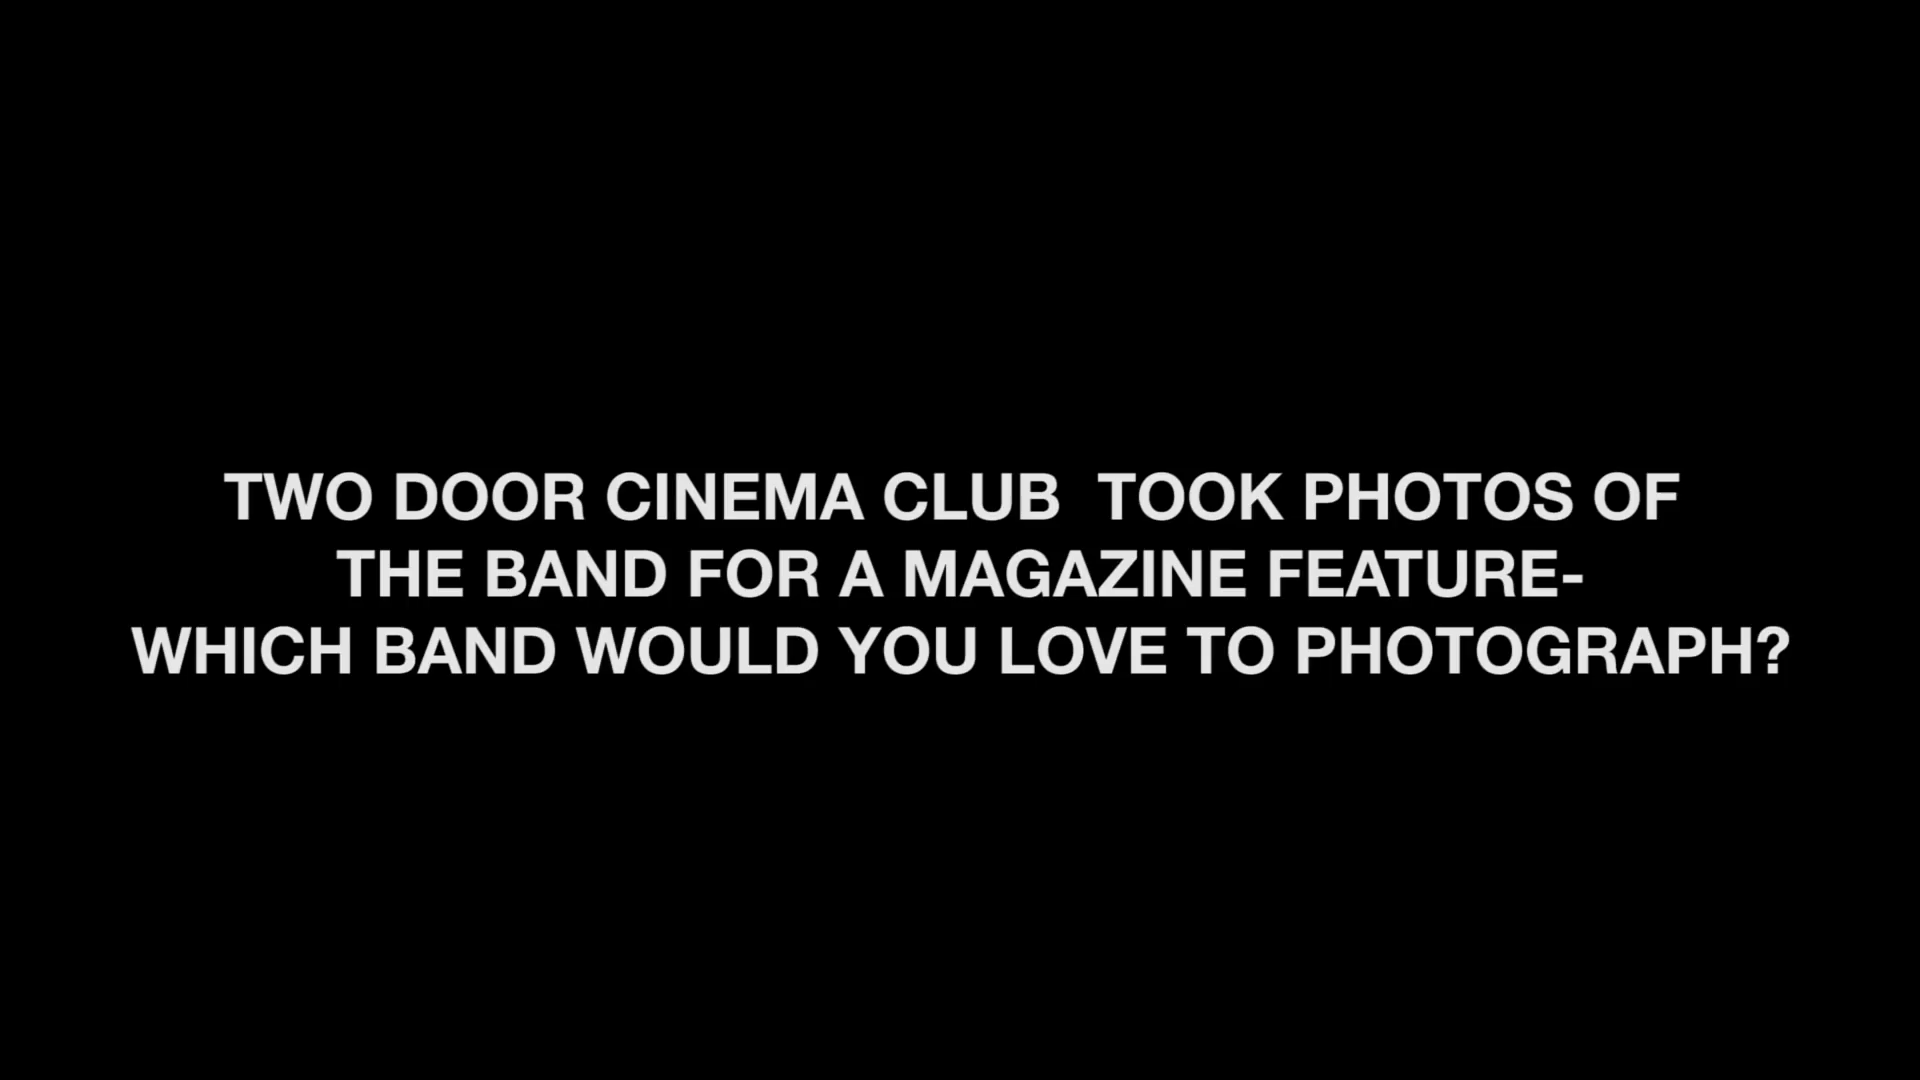 TWO DOOR CINEMA CLUB  TOOK PHOTOS OF
THE BAND FOR A MAGAZINE FEATURE-
WHICH BAND WOULD YOU LOVE TO PHOTOGRAPH?